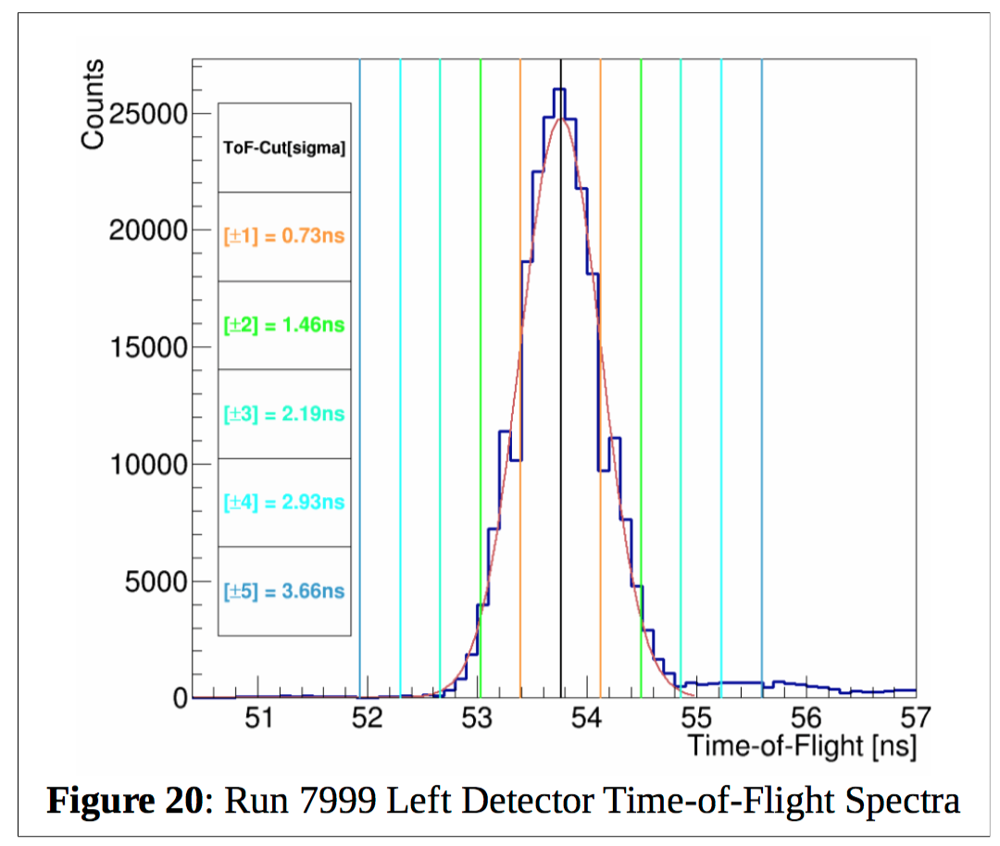 Counts
25000
20000
15000
10000
5000
0
ToF-Cut[sigma]
[±1] = 0.73ns
[±2] = 1.46ns
[±3] = 2.19ns
[±4] = 2.93ns
[±5] = 3.66ns
51 52 53 54 55 56 57
Time-of-Flight [ns]
Figure 20: Run 7999 Left Detector Time-of-Flight Spectra